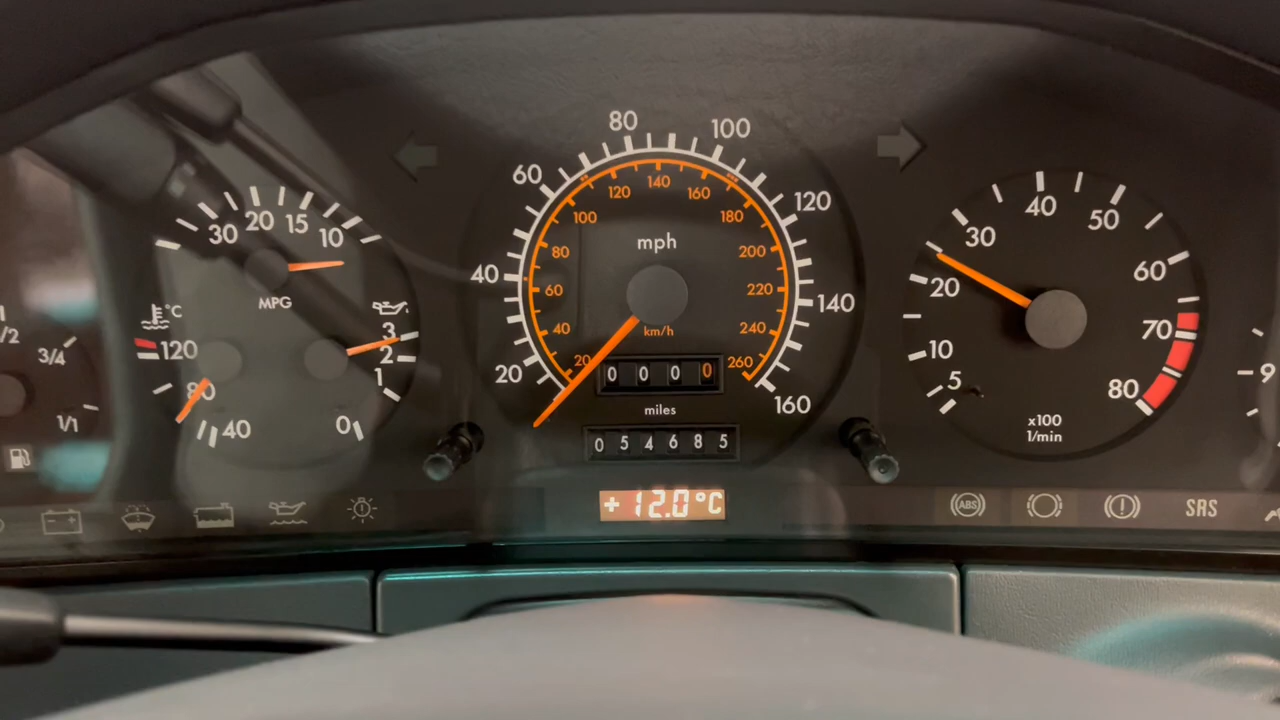 80 100
60 120
40 140
20 160
mph
20 40 60 80 100 120 140 160 180 200 220 240 260
km/h
0 0 0 0
miles
0 5 4 6 8 5
+12.0°C
30 20 15 10
MPG
°C
120
80
40
3
2
1
0
1/2
3/4
1/1
5 10 20 30 40 50 60 70 80
x100
1/min
9
ABS
SRS